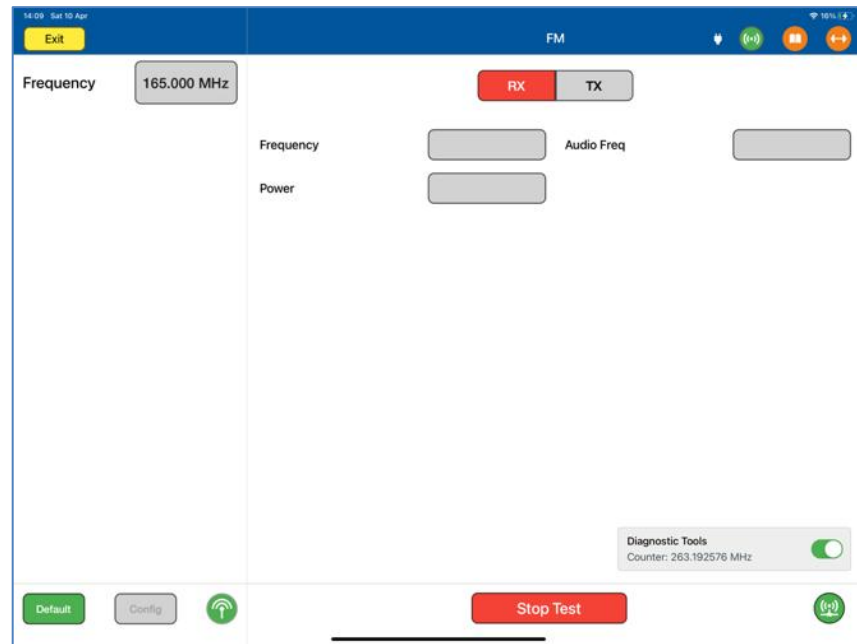 14:09 Sat 10 Apr
16%
Exit
FM
Frequency
165.000 MHz
RX
TX
Frequency
Audio Freq
Power
Diagnostic Tools
Counter: 263.192576 MHz
Default
Config
Stop Test